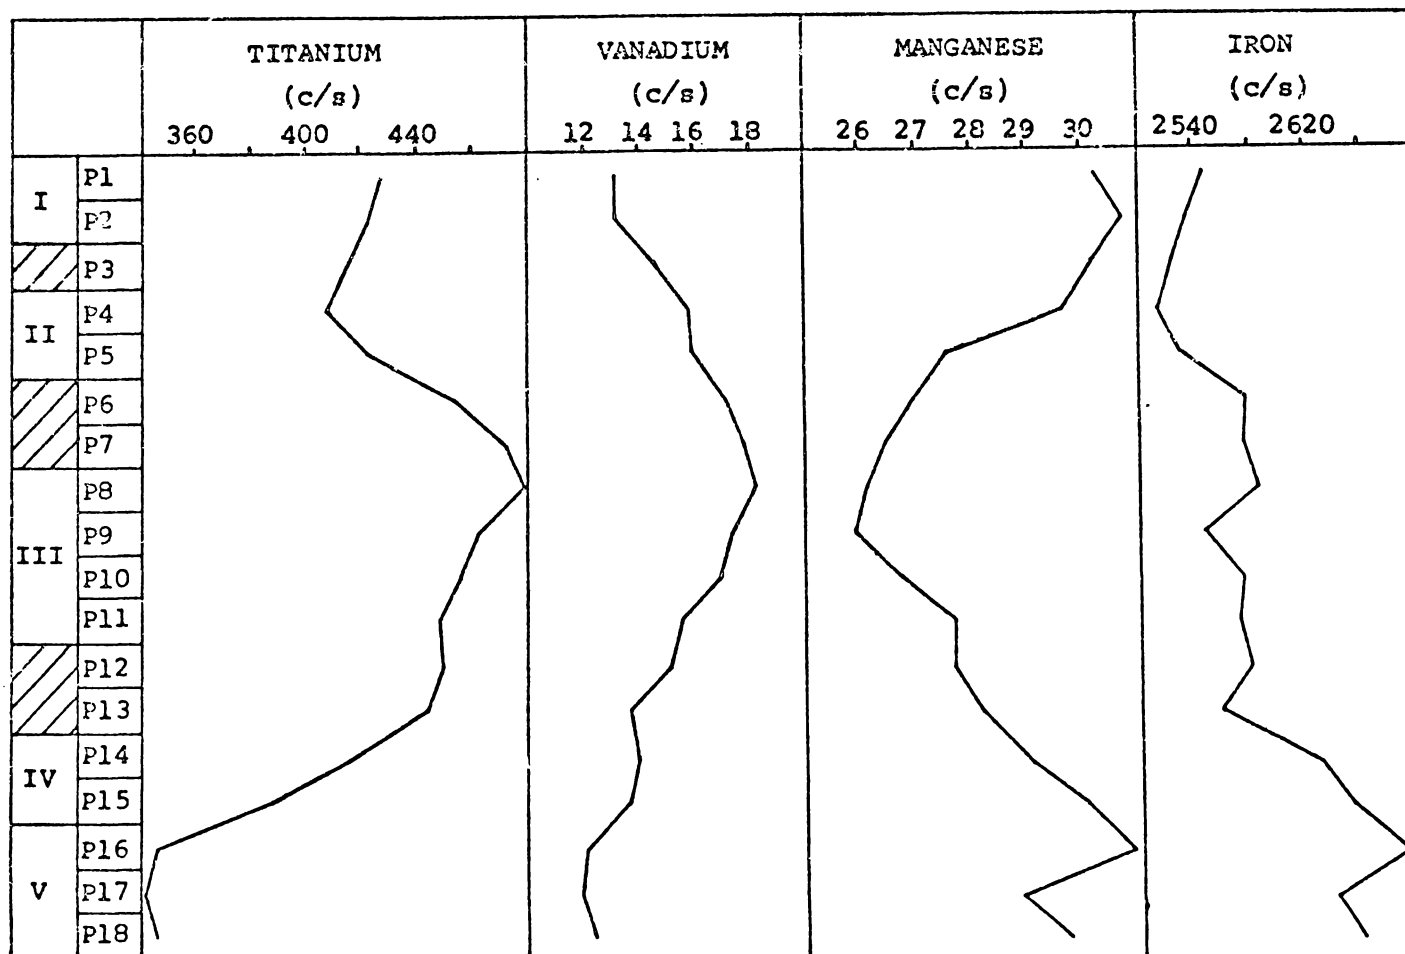 TITANIUM VANADIUM MANGANESE IRON
(c/s) (c/s) (c/s) (c/s)
360 400 440 12 14 16 18 26 27 28 29 30 2540 2620
I P1
P2
P3
II P4
P5
P6
P7
P8
III P9
P10
P11
P12
P13
IV P14
P15
P16
V P17
P18